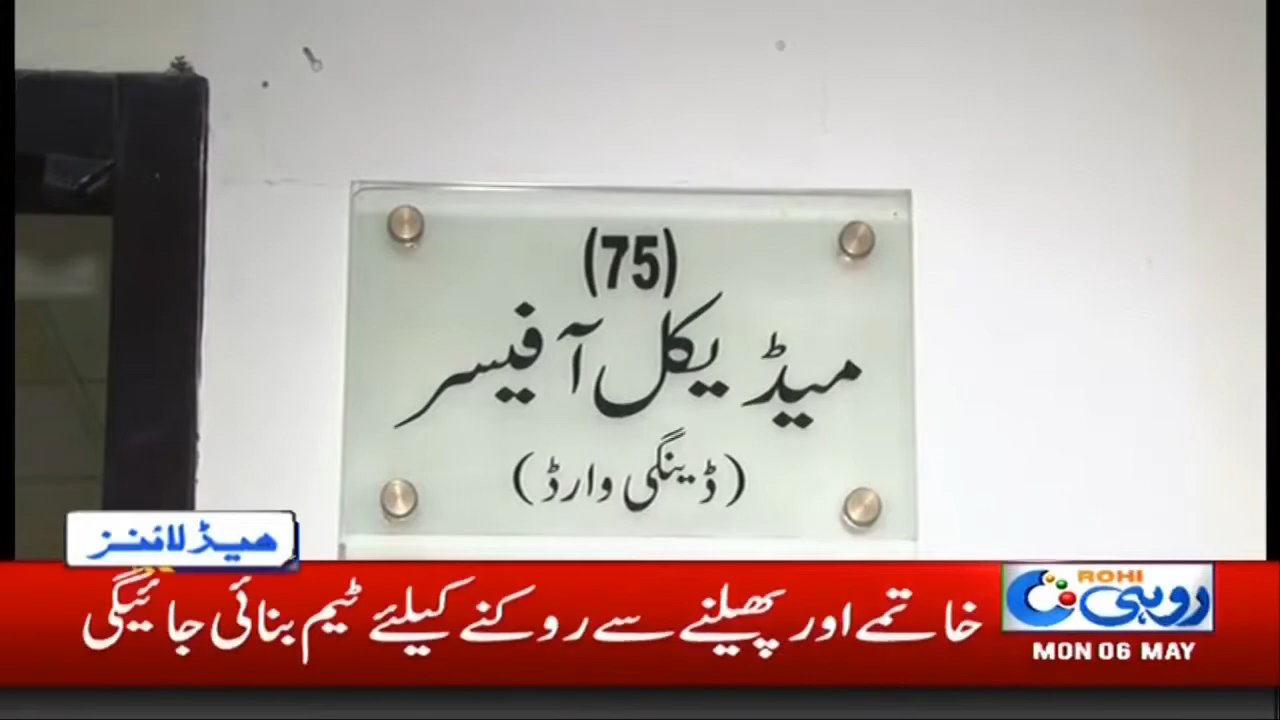 (75)
میڈیکل آفیسر
(ڈینگی وارڈ)
ھیڈلائنز
خاتمے اور پھیلنے سے روکنے کیلئے ٹیم بنائی جائیگی
ROHI
روہی
MON 06 MAY